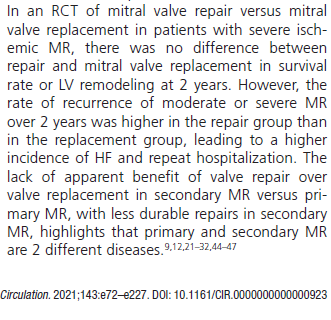 In an RCT of mitral valve repair versus mitral
valve replacement in patients with severe isch-
emic MR, there was no difference between
repair and mitral valve replacement in survival
rate or LV remodeling at 2 years. However, the
rate of recurrence of moderate or severe MR
over 2 years was higher in the repair group than
in the replacement group, leading to a higher
incidence of HF and repeat hospitalization. The
lack of apparent benefit of valve repair over
valve replacement in secondary MR versus pri-
mary MR, with less durable repairs in secondary
MR, highlights that primary and secondary MR
are 2 different diseases.9,12,21–32,44–47
Circulation. 2021;143:e72–e227. DOI: 10.1161/CIR.0000000000000923